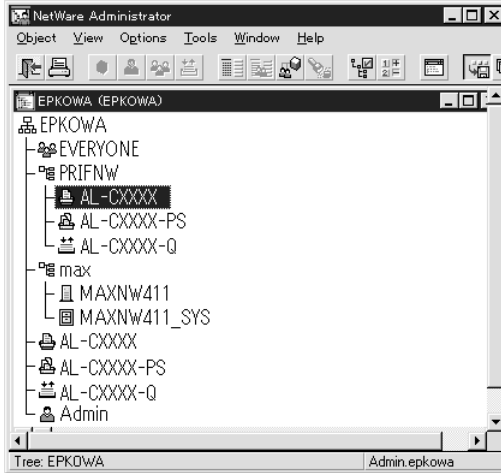 NetWare Administrator
Object View Options Tools Window Help
EPKOWA (EPKOWA)
EPKOWA
EVERYONE
PRIFNW
AL-CXXXX
AL-CXXXX-PS
AL-CXXXX-Q
max
MAXNW411
MAXNW411_SYS
AL-CXXXX
AL-CXXXX-PS
AL-CXXXX-Q
Admin
Tree: EPKOWA Admin.epkowa